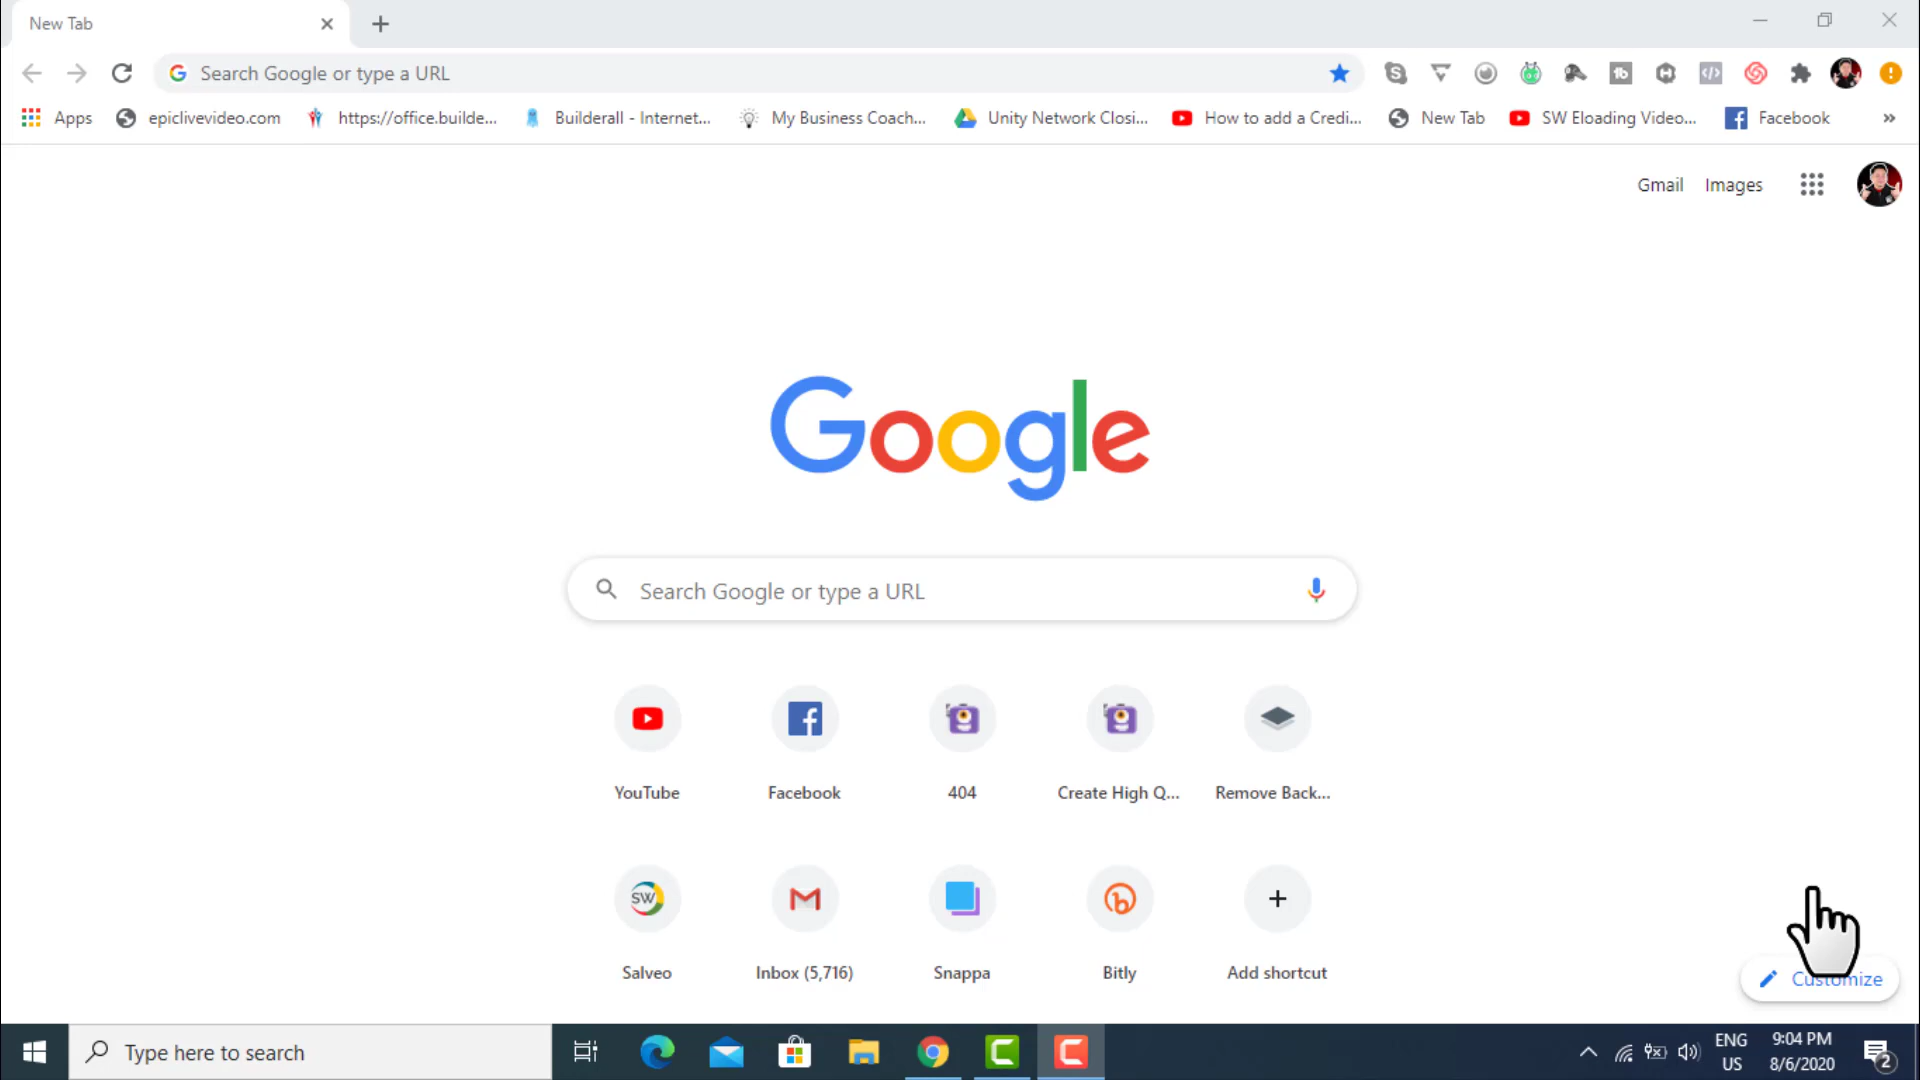 New Tab
Search Google or type a URL
Apps
epiclivevideo.com
https://office.builde...
Builderall - Internet...
My Business Coach...
Unity Network Closi...
How to add a Credi...
New Tab
SW Eloading Video...
Facebook
»
Gmail
Images
Google
Search Google or type a URL
YouTube
Facebook
404
Create High Q...
Remove Back...
SW
Salveo
Inbox (5,716)
Snappa
Bitly
Add shortcut
Customize
Type here to search
ENG
US
9:04 PM
8/6/2020
2